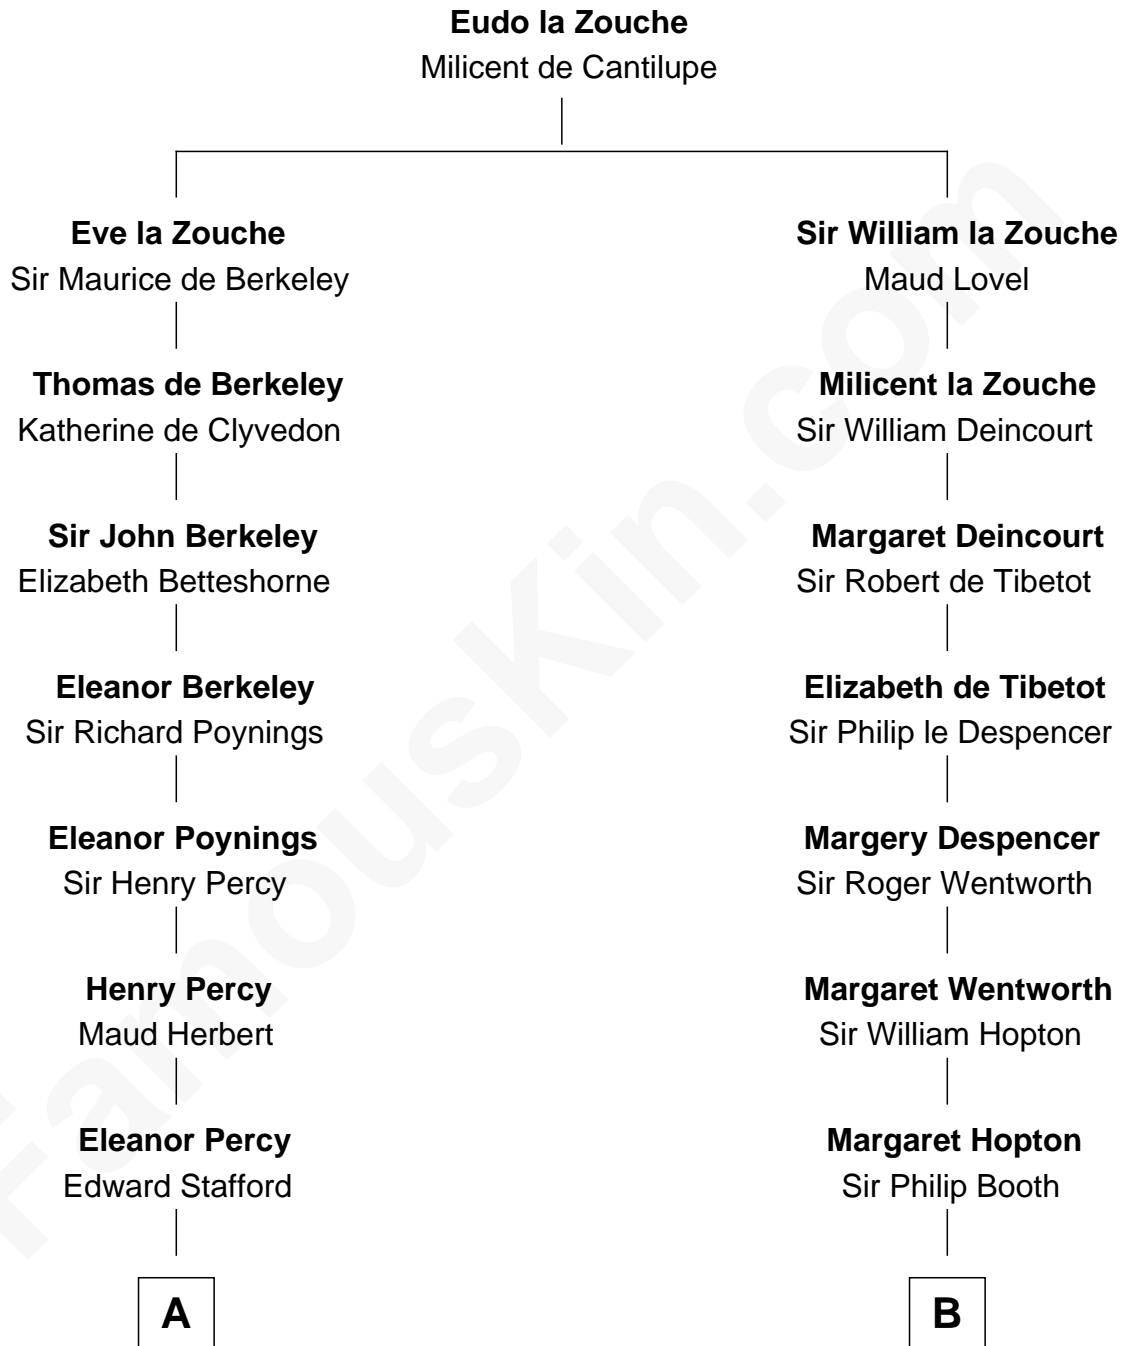 Eudo la Zouche
Milicent de Cantilupe
Eve la Zouche
Sir Maurice de Berkeley
Sir William la Zouche
Maud Lovel
Thomas de Berkeley
Katherine de Clyvedon
Milicent la Zouche
Sir William Deincourt
Sir John Berkeley
Elizabeth Betteshorne
Margaret Deincourt
Sir Robert de Tibetot
Eleanor Berkeley
Sir Richard Poynings
Elizabeth de Tibetot
Sir Philip le Despencer
Eleanor Poynings
Sir Henry Percy
Margery Despencer
Sir Roger Wentworth
Henry Percy
Maud Herbert
Margaret Wentworth
Sir William Hopton
Eleanor Percy
Edward Stafford
Margaret Hopton
Sir Philip Booth
A
B
FamousKin.com